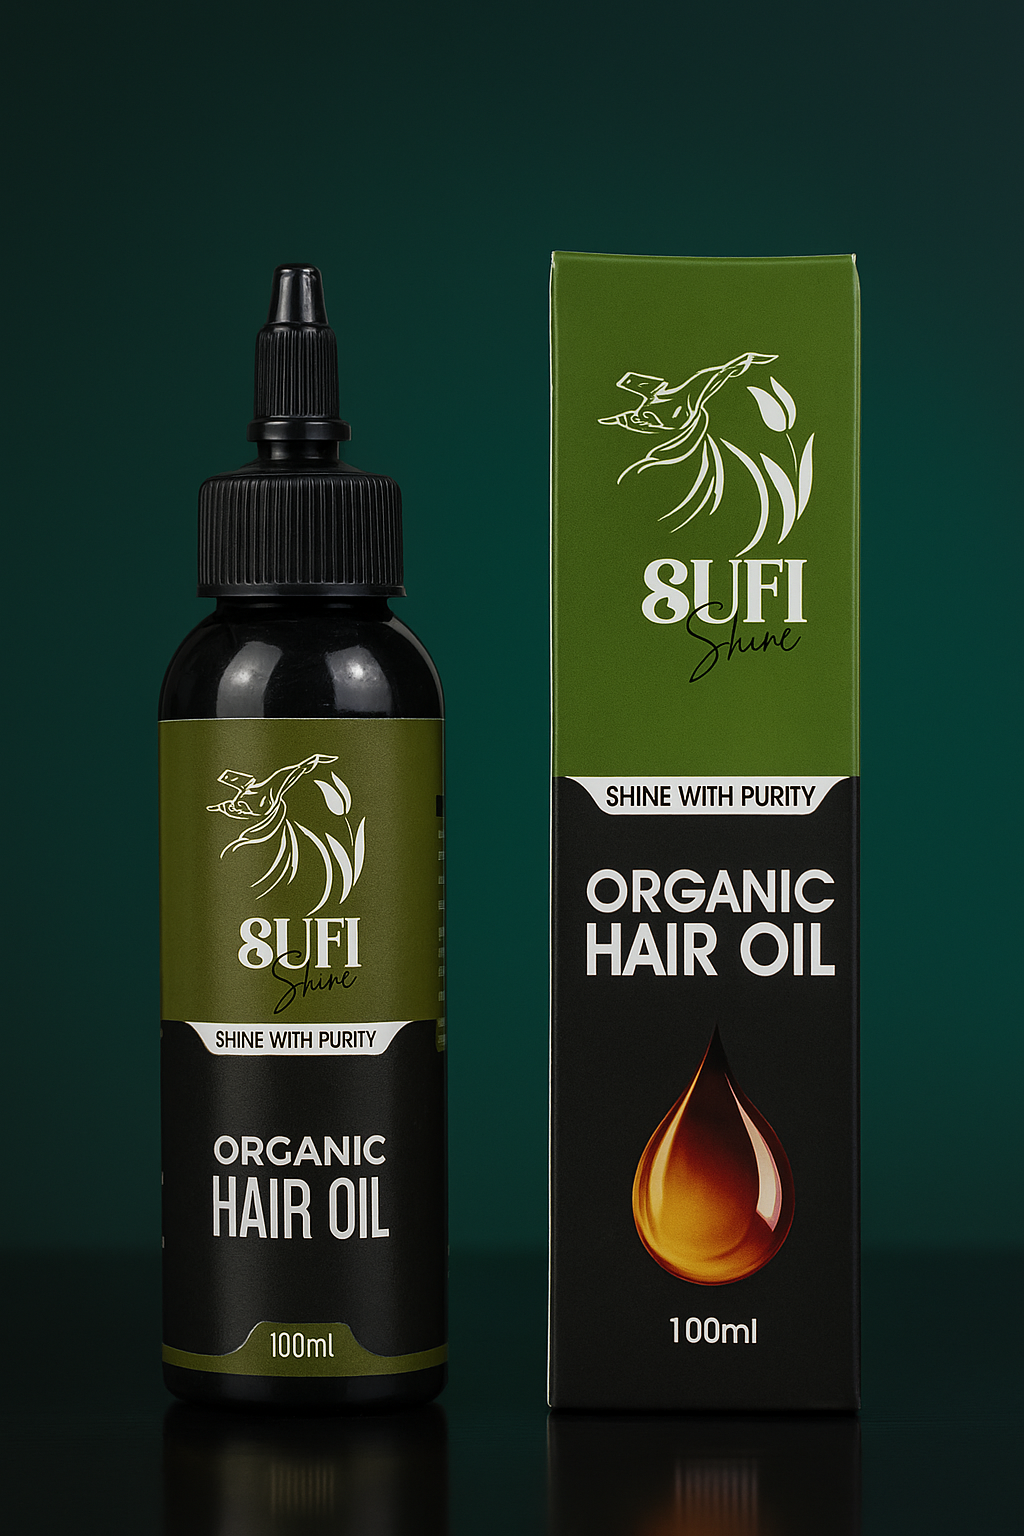 SUFI
Shine
SHINE WITH PURITY
ORGANIC
HAIR OIL
100ml
SUFI
Shine
SHINE WITH PURITY
ORGANIC
HAIR OIL
100ml